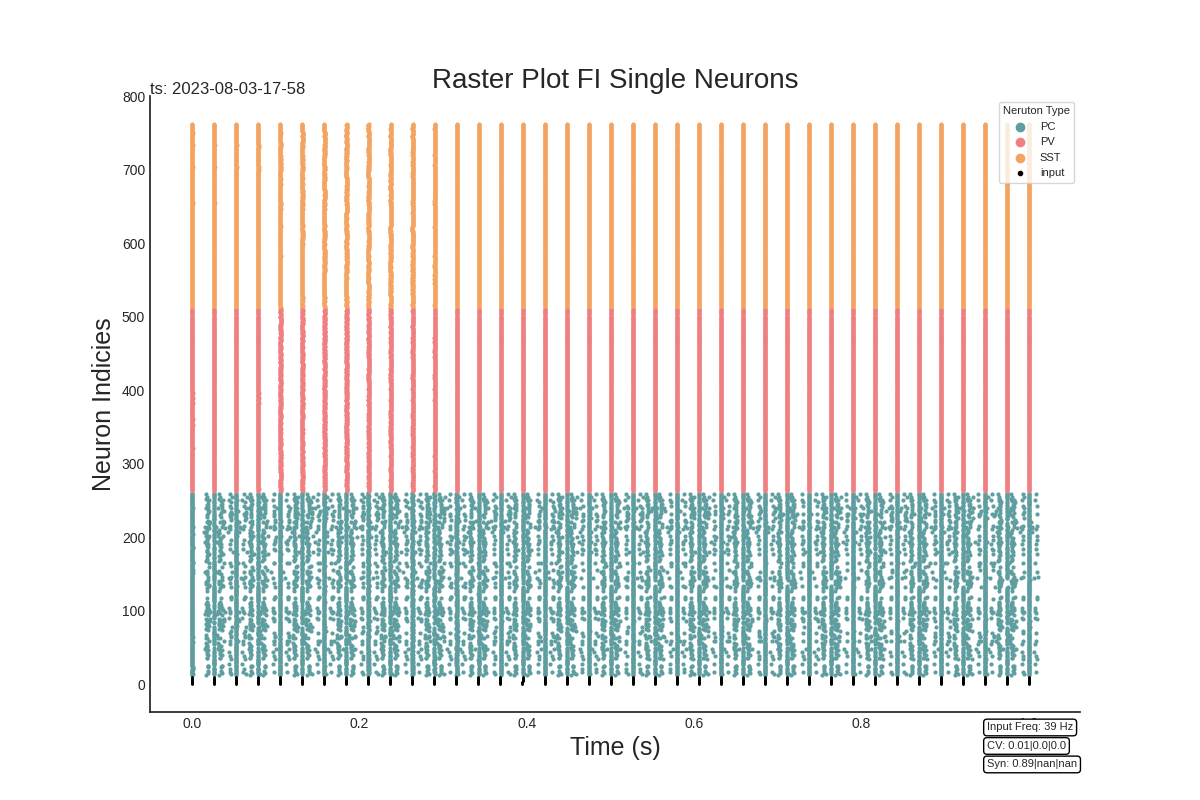 Raster Plot FI Single Neurons
ts: 2023-08-03-17-58
Neruton Type
PC
PV
SST
input
Neuron Indicies
800
700
600
500
400
300
200
100
0
0.0 0.2 0.4 0.6 0.8
Time (s)
Input Freq: 39 Hz
CV: 0.01|0.0|0.0
Syn: 0.89|nan|nan